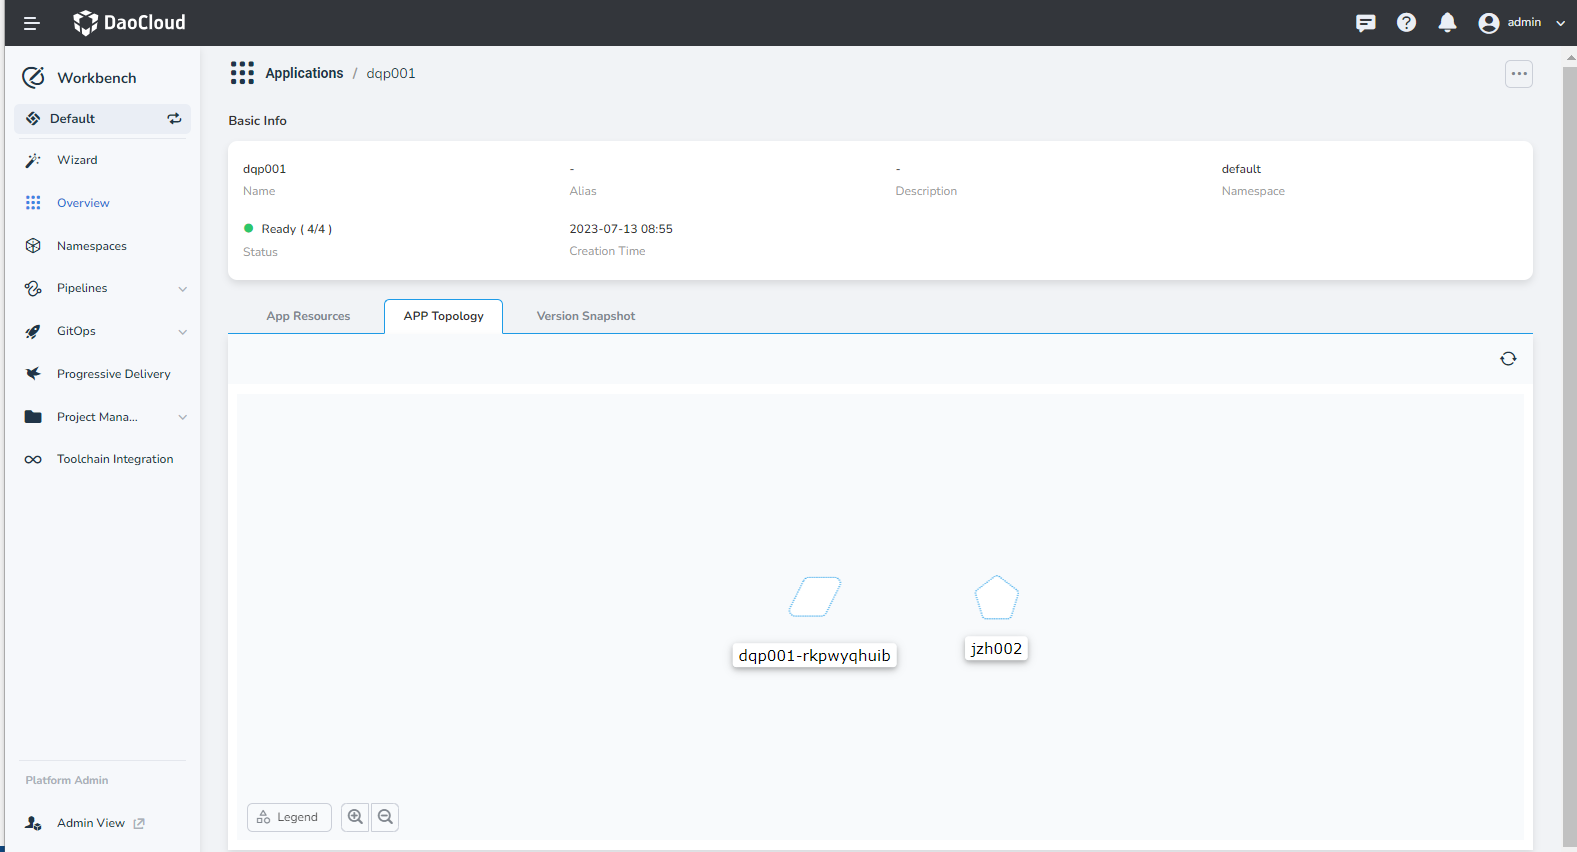 DaoCloud
admin
Workbench
Default
Wizard
Overview
Namespaces
Pipelines
GitOps
Progressive Delivery
Project Mana...
Toolchain Integration
Platform Admin
Admin View
Applications / dqp001
Basic Info
dqp001
Name
-
Alias
-
Description
default
Namespace
Ready ( 4/4 )
Status
2023-07-13 08:55
Creation Time
App Resources
APP Topology
Version Snapshot
dqp001-rkpwyqhuib
jzh002
Legend